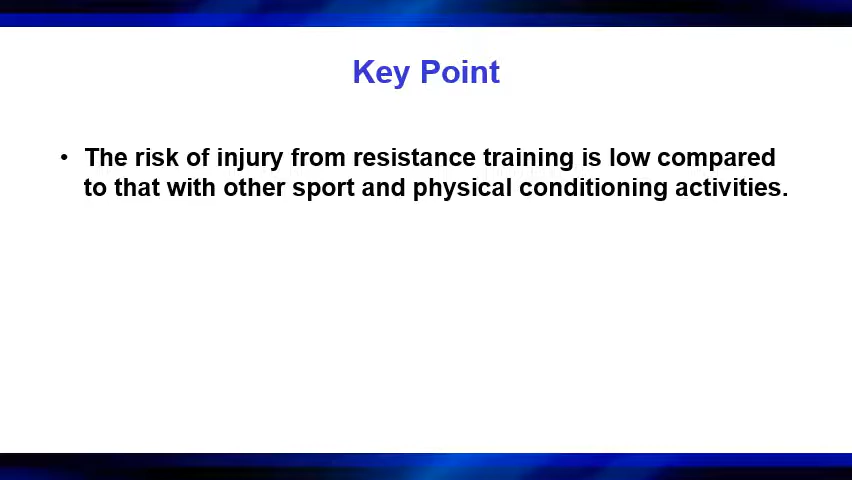 Key Point
• The risk of injury from resistance training is low compared
to that with other sport and physical conditioning activities.